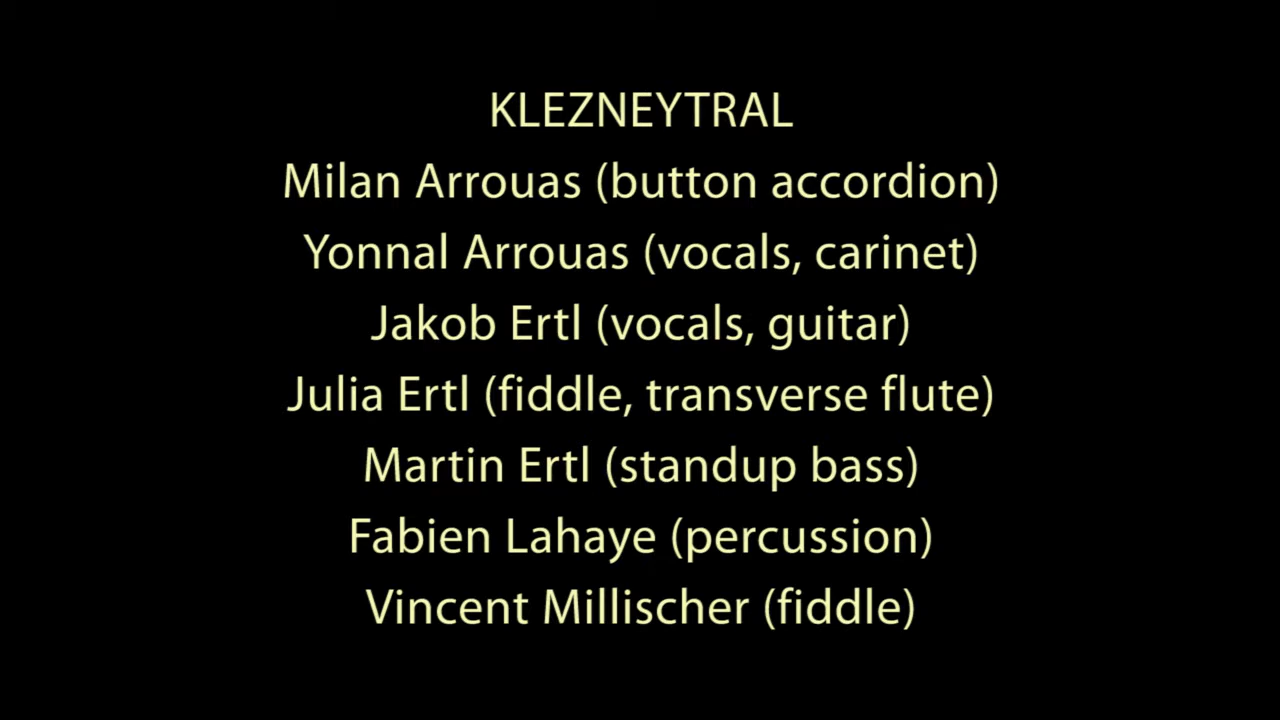 KLEZNEYTRAL
Milan Arrouas (button accordion)
Yonnal Arrouas (vocals, carinet)
Jakob Ertl (vocals, guitar)
Julia Ertl (fiddle, transverse flute)
Martin Ertl (standup bass)
Fabien Lahaye (percussion)
Vincent Millischer (fiddle)